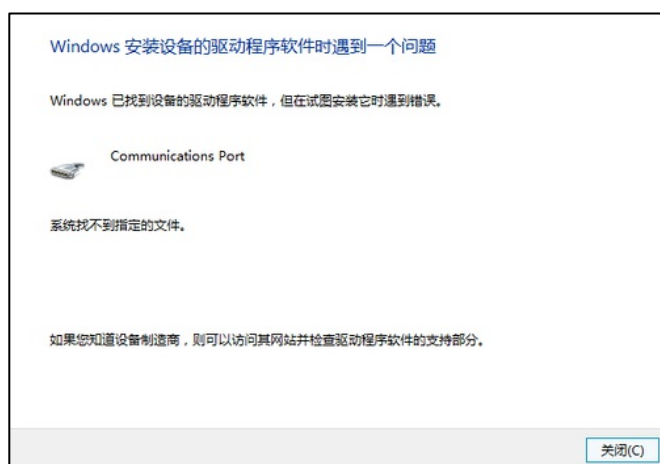 Windows 安装设备的驱动程序软件时遇到一个问题
Windows 已找到设备的驱动程序软件，但在试图安装它时遇到错误。
Communications Port
系统找不到指定的文件。
如果您知道设备制造商，则可以访问其网站并检查驱动程序软件的支持部分。
关闭(C)